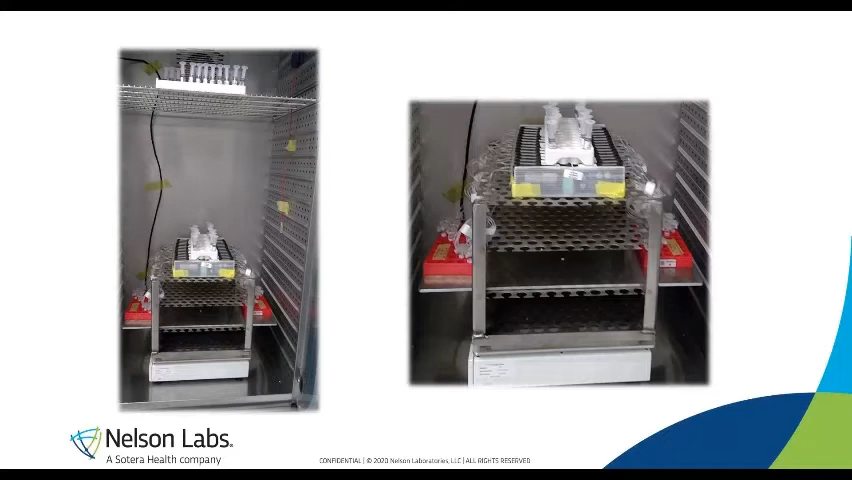 Nelson Labs.
A Sotera Health company
CONFIDENTIAL | © 2020 Nelson Laboratories, LLC | ALL RIGHTS RESERVED